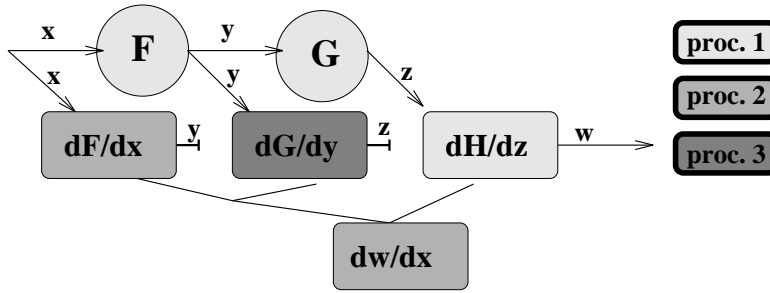 x F y G z proc. 1
x y proc. 2
dF/dx y dG/dy z dH/dz w proc. 3
dw/dx